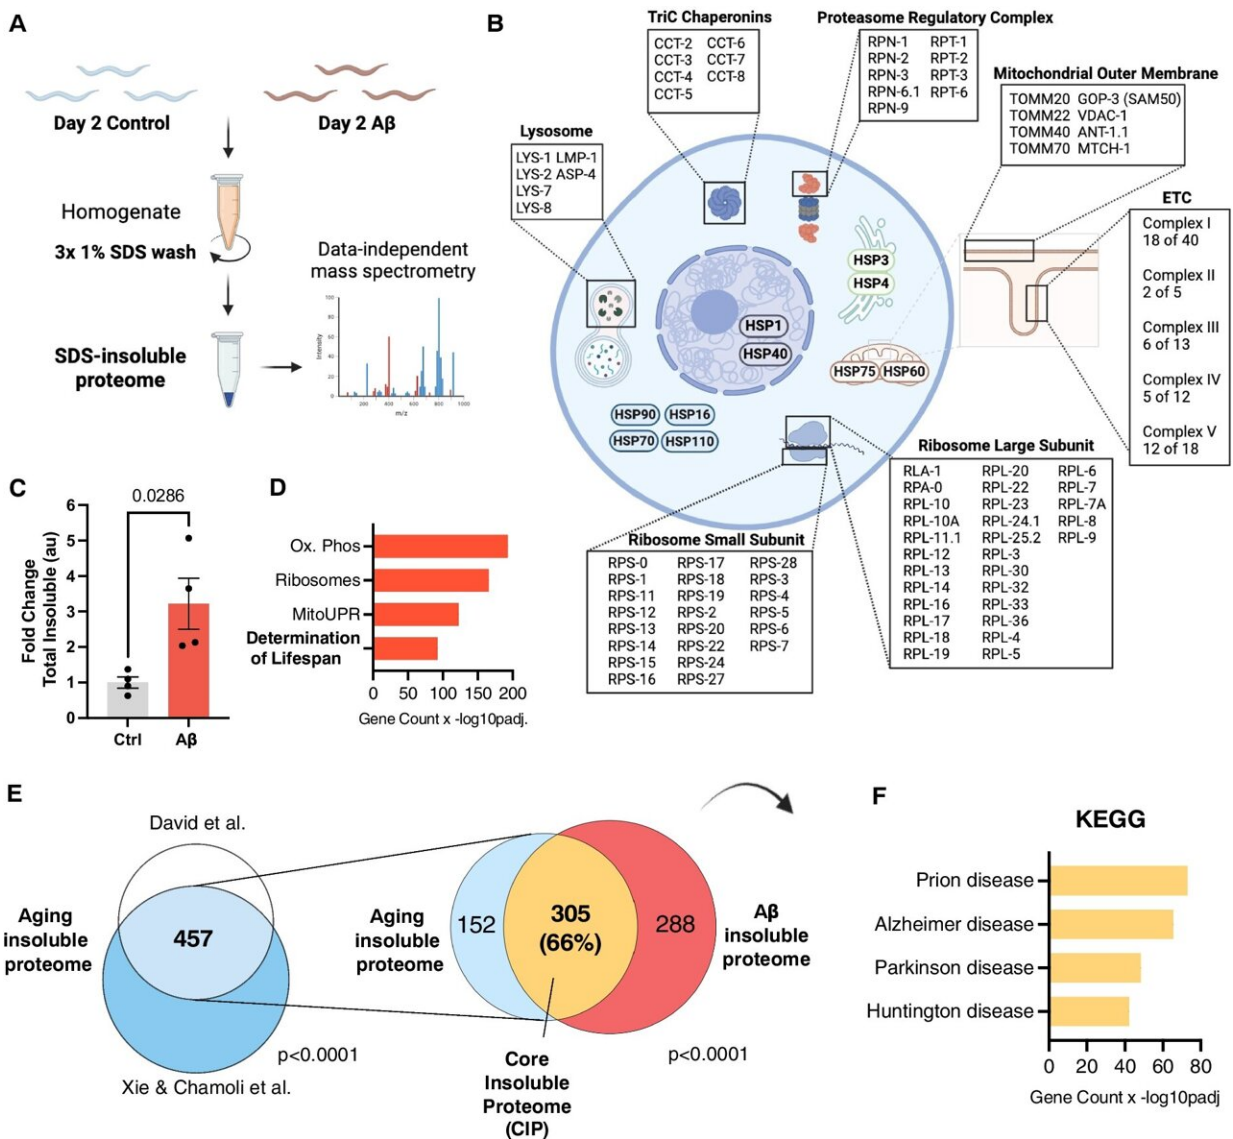 A
Day 2 Control
Day 2 Aβ
Homogenate
3x 1% SDS wash
SDS-insoluble
proteome
Data-independent
mass spectrometry
Intensity
100
80
60
40
20
0
200
400
600
800
1000
m/z
B
TriC Chaperonins
CCT-2 CCT-6
CCT-3 CCT-7
CCT-4 CCT-8
CCT-5
Proteasome Regulatory Complex
RPN-1 RPT-1
RPN-2 RPT-2
RPN-3 RPT-3
RPN-6.1 RPT-6
RPN-9
Mitochondrial Outer Membrane
TOMM20 GOP-3 (SAM50)
TOMM22 VDAC-1
TOMM40 ANT-1.1
TOMM70 MTCH-1
Lysosome
LYS-1 LMP-1
LYS-2 ASP-4
LYS-7
LYS-8
ETC
Complex I
18 of 40
Complex II
2 of 5
Complex III
6 of 13
Complex IV
5 of 12
Complex V
12 of 18
HSP3
HSP4
HSP1
HSP40
HSP75 HSP60
HSP90 HSP16
HSP70 HSP110
Ribosome Large Subunit
RLA-1 RPL-20 RPL-6
RPA-0 RPL-22 RPL-7
RPL-10 RPL-23 RPL-7A
RPL-10A RPL-24.1 RPL-8
RPL-11.1 RPL-25.2 RPL-9
RPL-12 RPL-3
RPL-13 RPL-30
RPL-14 RPL-32
RPL-16 RPL-33
RPL-17 RPL-36
RPL-18 RPL-4
RPL-19 RPL-5
Ribosome Small Subunit
RPS-0 RPS-17 RPS-28
RPS-1 RPS-18 RPS-3
RPS-11 RPS-19 RPS-4
RPS-12 RPS-2 RPS-5
RPS-13 RPS-20 RPS-6
RPS-14 RPS-22 RPS-7
RPS-15 RPS-24
RPS-16 RPS-27
C
0.0286
Fold Change
Total Insoluble (au)
6
5
4
3
2
1
0
Ctrl
Aβ
D
Ox. Phos
Ribosomes
MitoUPR
Determination
of Lifespan
0 50 100 150 200
Gene Count x -log10padj.
E
David et al.
Aging
insoluble
proteome
457
p<0.0001
Xie & Chamoli et al.
Aging
insoluble
proteome
152
305
(66%)
288
Aβ
insoluble
proteome
p<0.0001
Core
Insoluble
Proteome
(CIP)
F
KEGG
Prion disease
Alzheimer disease
Parkinson disease
Huntington disease
0 20 40 60 80
Gene Count x -log10padj